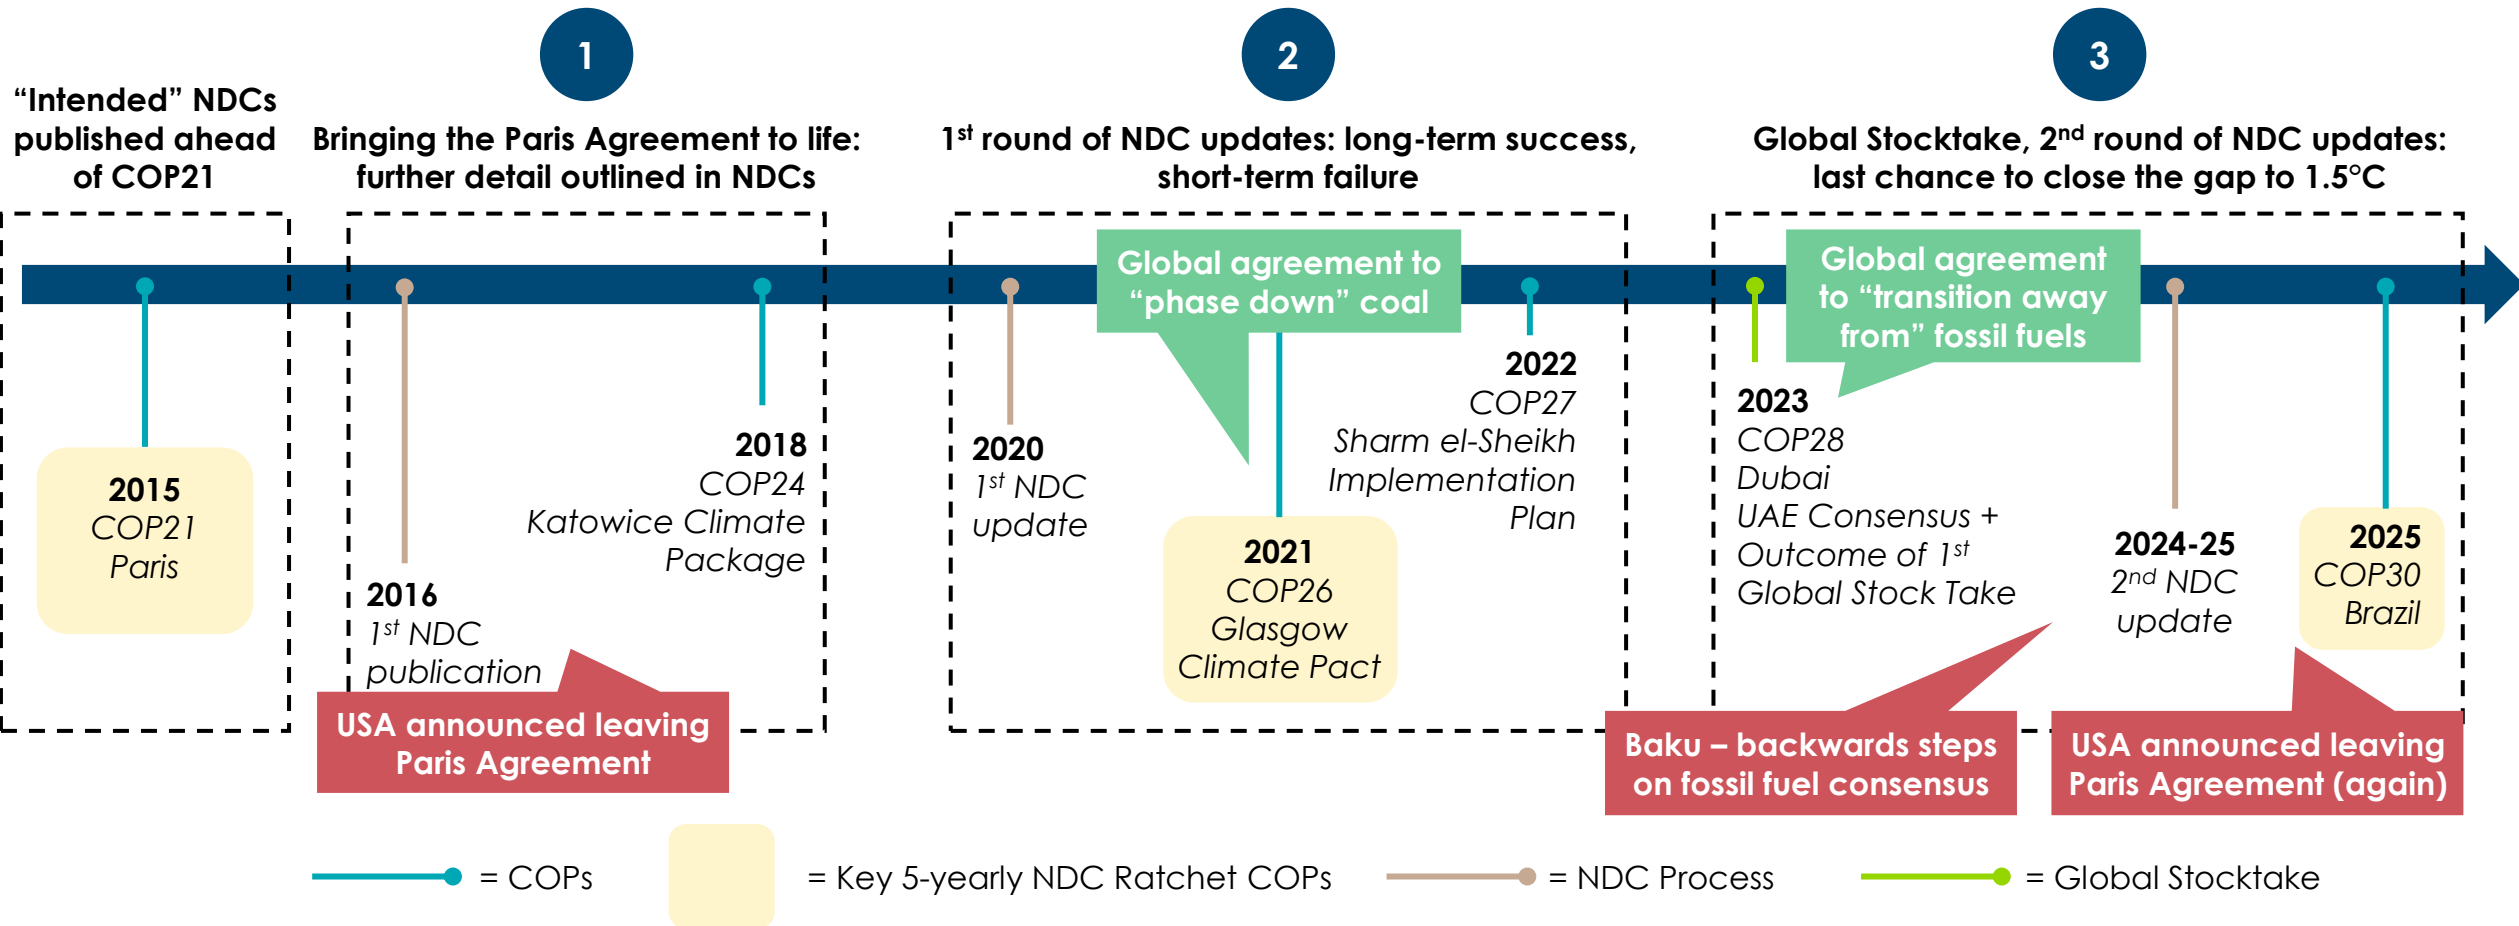 1
2
3
“Intended” NDCs
published ahead
of COP21
Bringing the Paris Agreement to life:
further detail outlined in NDCs
1st round of NDC updates: long-term success,
short-term failure
Global Stocktake, 2nd round of NDC updates:
last chance to close the gap to 1.5°C
Global agreement to
“phase down” coal
Global agreement
to “transition away
from” fossil fuels
2015
COP21
Paris
2016
1st NDC
publication
USA announced leaving
Paris Agreement
2018
COP24
Katowice Climate
Package
2020
1st NDC
update
2021
COP26
Glasgow
Climate Pact
2022
COP27
Sharm el-Sheikh
Implementation
Plan
2023
COP28
Dubai
UAE Consensus +
Outcome of 1st
Global Stock Take
Baku – backwards steps
on fossil fuel consensus
2024-25
2nd NDC
update
2025
COP30
Brazil
USA announced leaving
Paris Agreement (again)
= COPs
= Key 5-yearly NDC Ratchet COPs
= NDC Process
= Global Stocktake